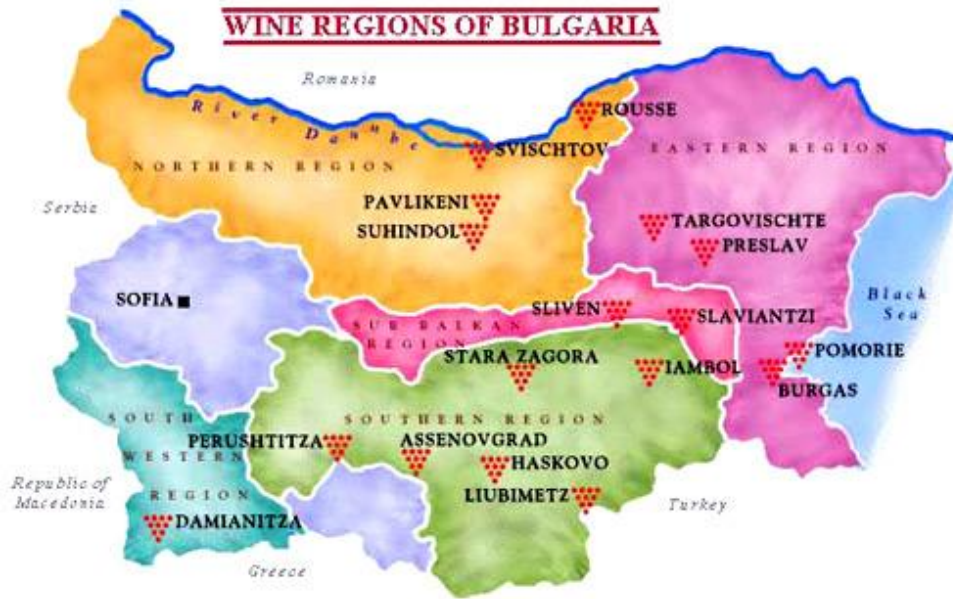 WINE REGIONS OF BULGARIA
Romania
River Danube
ROUSSE
SVISCHTOV
NORTHERN REGION
EASTERN REGION
PAVLIKENI
SUHINDOL
Serbia
TARGOVISCHTE
PRESLAV
SOFIA
Black
Sea
SLIVEN
SLAVIANTZI
SUB BALKAN
REGION
STARA ZAGORA
IAMBOL
POMORIE
BURGAS
SOUTH
WESTERN
REGION
SOUTHERN REGION
PERUSHTITZA
ASSENOVGRAD
HASKOVO
LIUBIMETZ
Republic of
Macedonia
DAMIANITZA
Turkey
Greece